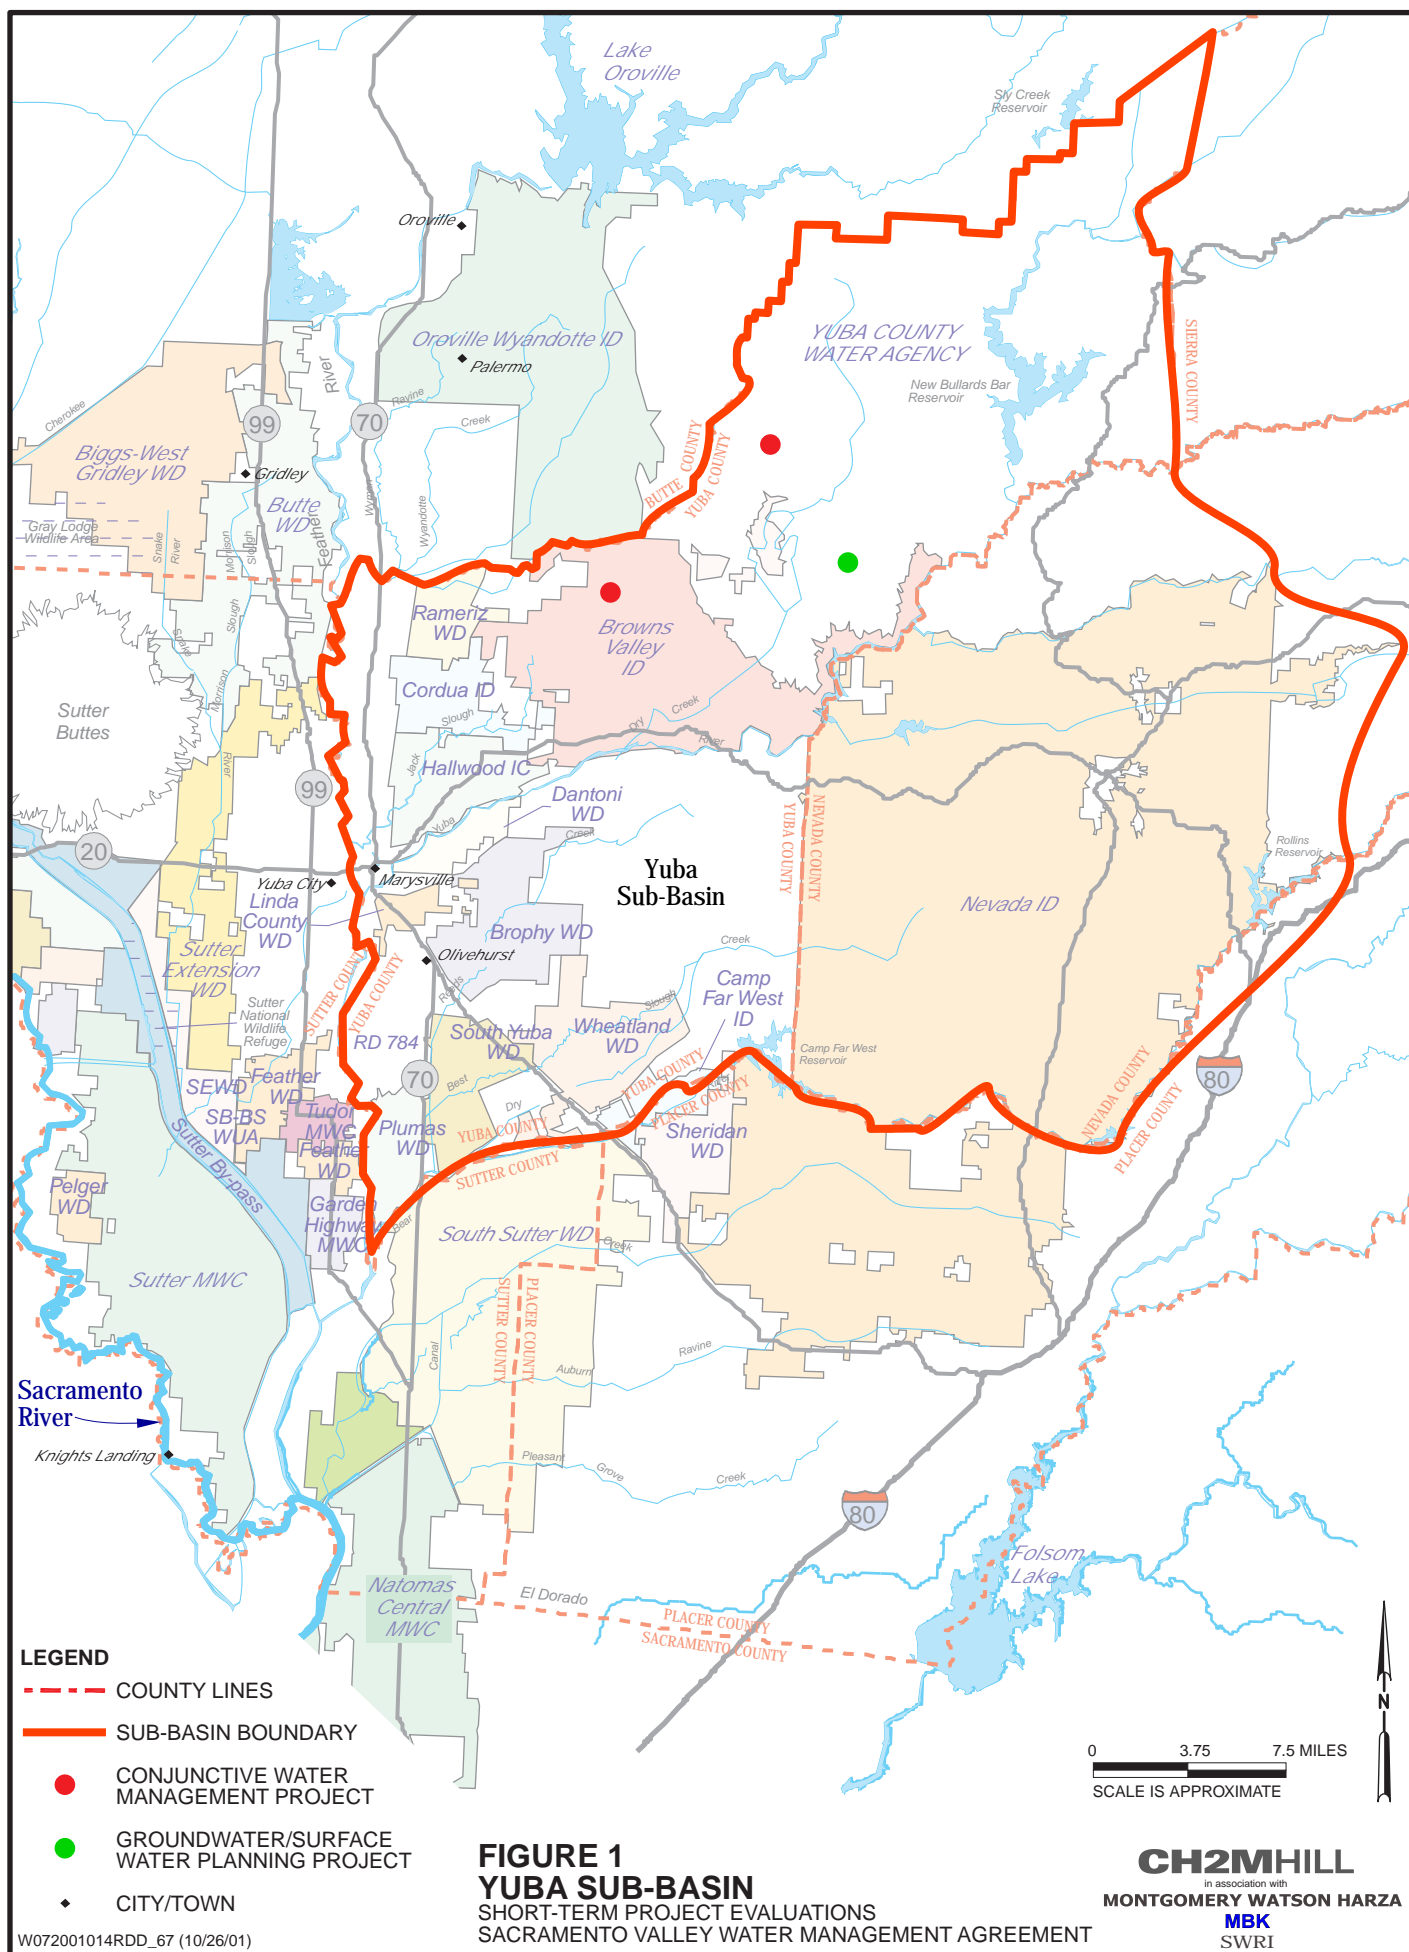 Lake
Oroville
Sly Creek
Reservoir
Oroville
YUBA COUNTY
WATER AGENCY
SIERRA COUNTY
Oroville Wyandotte ID
Palermo
River
Ravine
Creek
New Bullards Bar
Reservoir
Cherokee
99
70
Biggs-West
Gridley WD
Gridley
BUTTE COUNTY
YUBA COUNTY
Butte
WD
Wyman
Wyandotte
Gray Lodge
Wildlife Area
Snake
River
Morrison
Slough
Feather
Rameriz
WD
Browns
Valley
ID
Snake
Slough
Morrison
River
Cordua ID
Slough
Dry
Creek
River
Sutter
Buttes
Jack
Hallwood IC
99
Dantoni
WD
Yuba
Creek
YUBA COUNTY
NEVADA COUNTY
Rollins
Reservoir
20
Yuba City
Marysville
Yuba
Sub-Basin
Linda
County
WD
Nevada ID
Brophy WD
Sutter
Extension
WD
Olivehurst
Creek
SUTTER COUNTY
YUBA COUNTY
Reeds
Camp
Far West
ID
Sutter
National
Wildlife
Refuge
Slough
RD 784
South Yuba
WD
Wheatland
WD
Camp Far West
Reservoir
SEWD
Feather
WD
70
Best
YUBA COUNTY
PLACER COUNTY
NEVADA COUNTY
PLACER COUNTY
80
SB-BS
WUA
Tudor
MWC
Dry
Plumas
WD
YUBA COUNTY
SUTTER COUNTY
Sheridan
WD
Feather
WD
Sutter By-pass
Pelger
WD
Garden
Highway
MWC
Bear
South Sutter WD
Creek
Sutter MWC
PLACER COUNTY
SUTTER COUNTY
Canal
Auburn
Ravine
Sacramento
River
Knights Landing
Pleasant
Grove
Creek
80
Folsom
Lake
Natomas
Central
MWC
El Dorado
PLACER COUNTY
SACRAMENTO COUNTY
LEGEND
COUNTY LINES
SUB-BASIN BOUNDARY
CONJUNCTIVE WATER
MANAGEMENT PROJECT
GROUNDWATER/SURFACE
WATER PLANNING PROJECT
CITY/TOWN
N
0 3.75 7.5 MILES
SCALE IS APPROXIMATE
FIGURE 1
YUBA SUB-BASIN
SHORT-TERM PROJECT EVALUATIONS
SACRAMENTO VALLEY WATER MANAGEMENT AGREEMENT
CH2MHILL
in association with
MONTGOMERY WATSON HARZA
MBK
SWRI
W072001014RDD_67 (10/26/01)